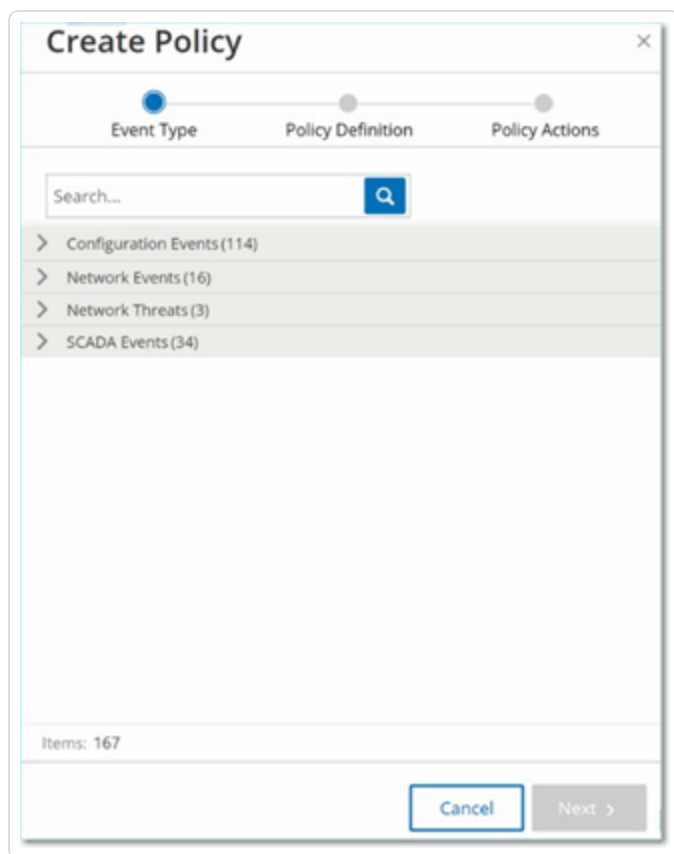 Create Policy
Event Type Policy Definition Policy Actions
Search...
Configuration Events (114)
Network Events (16)
Network Threats (3)
SCADA Events (34)
Items: 167
Cancel Next